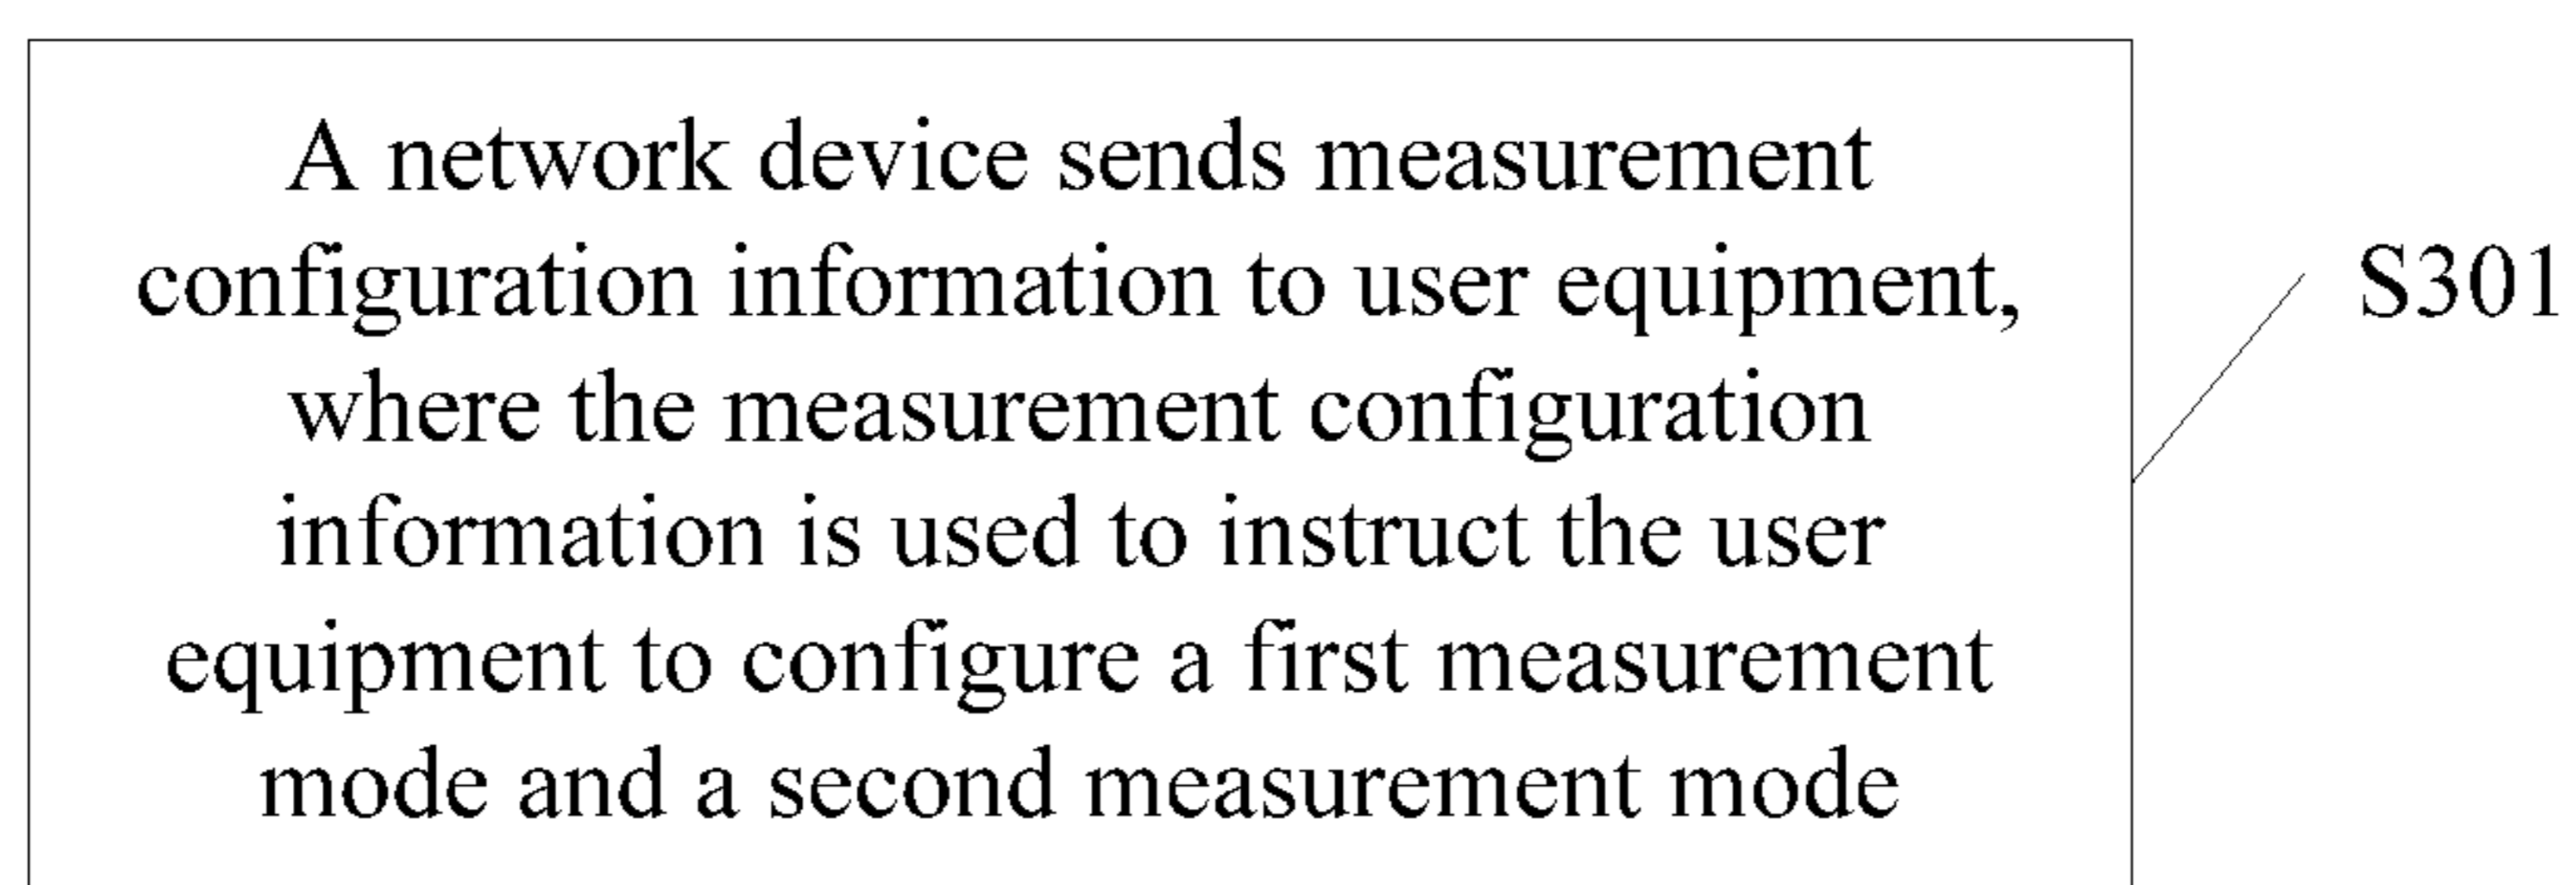 A network device sends measurement
configuration information to user equipment,
where the measurement configuration
information is used to instruct the user
equipment to configure a first measurement
mode and a second measurement mode
S301